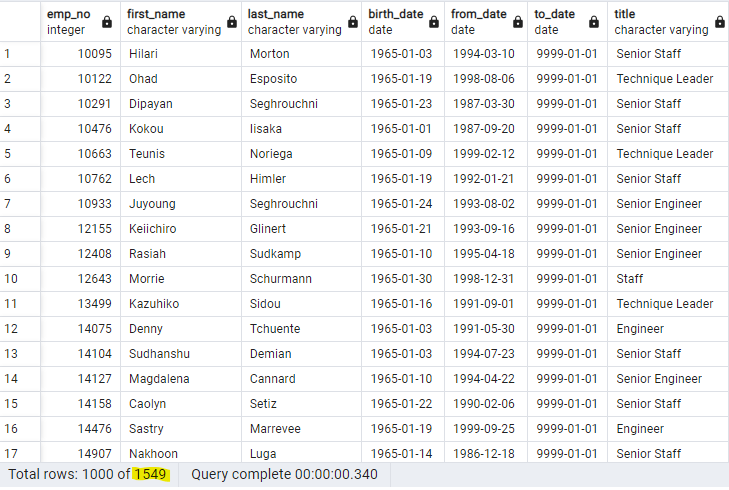 emp_no first_name last_name birth_date from_date to_date title
integer character varying character varying date date date character varying
1 10095 Hilari Morton 1965-01-03 1994-03-10 9999-01-01 Senior Staff
2 10122 Ohad Esposito 1965-01-19 1998-08-06 9999-01-01 Technique Leader
3 10291 Dipayan Seghrouchni 1965-01-23 1987-03-30 9999-01-01 Senior Staff
4 10476 Kokou Iisaka 1965-01-01 1987-09-20 9999-01-01 Senior Staff
5 10663 Teunis Noriega 1965-01-09 1999-02-12 9999-01-01 Technique Leader
6 10762 Lech Himler 1965-01-19 1992-01-21 9999-01-01 Senior Staff
7 10933 Juyoung Seghrouchni 1965-01-24 1993-08-02 9999-01-01 Senior Engineer
8 12155 Keiichiro Glinert 1965-01-21 1993-09-16 9999-01-01 Senior Engineer
9 12408 Rasiah Sudkamp 1965-01-10 1995-04-18 9999-01-01 Senior Engineer
10 12643 Morrie Schurmann 1965-01-30 1998-12-31 9999-01-01 Staff
11 13499 Kazuhiko Sidou 1965-01-16 1991-09-01 9999-01-01 Technique Leader
12 14075 Denny Tchuente 1965-01-03 1991-05-30 9999-01-01 Engineer
13 14104 Sudhanshu Demian 1965-01-03 1994-07-23 9999-01-01 Senior Staff
14 14127 Magdalena Cannard 1965-01-10 1994-04-22 9999-01-01 Senior Engineer
15 14158 Caolyn Setiz 1965-01-22 1990-02-06 9999-01-01 Senior Staff
16 14476 Sastry Marrevee 1965-01-19 1999-09-25 9999-01-01 Engineer
17 14907 Nakhoon Luga 1965-01-14 1986-12-18 9999-01-01 Senior Staff
Total rows: 1000 of 1549 Query complete 00:00:00.340